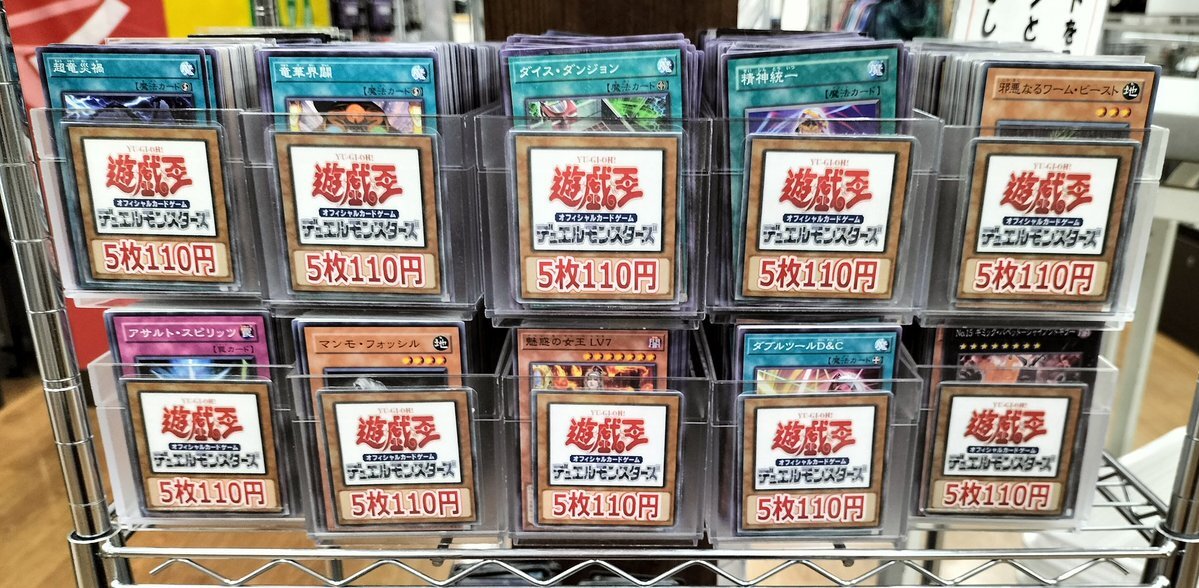 超竜災禍
【魔法カード】
竜華界闢
【魔法カード】
ダイス・ダンジョン
【魔法カード】
精神統一
【魔法カード】
邪悪なるワーム・ビースト
地
YU-GI-OH!
遊戯王
オフィシャルカードゲーム
デュエルモンスターズ
5枚110円
YU-GI-OH!
遊戯王
オフィシャルカードゲーム
デュエルモンスターズ
5枚110円
YU-GI-OH!
遊戯王
オフィシャルカードゲーム
デュエルモンスターズ
5枚110円
YU-GI-OH!
遊戯王
オフィシャルカードゲーム
デュエルモンスターズ
5枚110円
YU-GI-OH!
遊戯王
オフィシャルカードゲーム
デュエルモンスターズ
5枚110円
アサルト・スピリッツ
【罠カード】
マンモ・フォッシル
地
魅惑の女王 LV7
闇
ダブルツールD&C
【魔法カード】
No.15
YU-GI-OH!
遊戯王
オフィシャルカードゲーム
デュエルモンスターズ
5枚110円
YU-GI-OH!
遊戯王
オフィシャルカードゲーム
デュエルモンスターズ
5枚110円
YU-GI-OH!
遊戯王
オフィシャルカードゲーム
デュエルモンスターズ
5枚110円
YU-GI-OH!
遊戯王
オフィシャルカードゲーム
デュエルモンスターズ
5枚110円
YU-GI-OH!
遊戯王
オフィシャルカードゲーム
デュエルモンスターズ
5枚110円